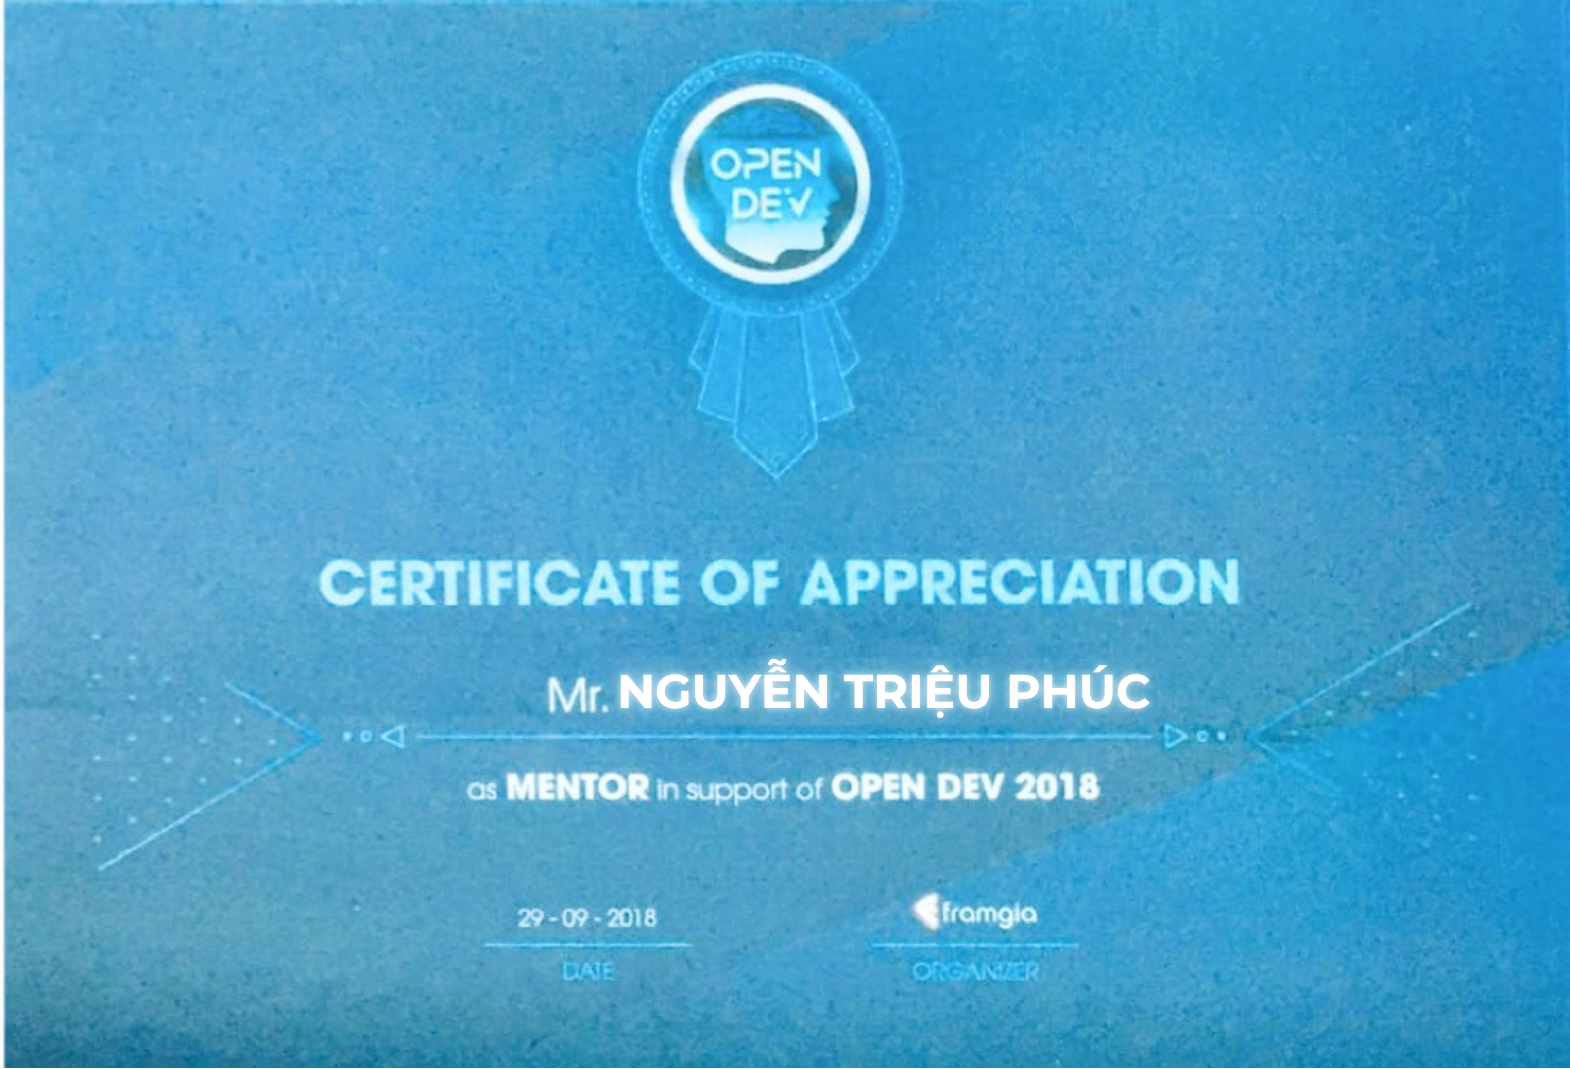 OPEN
DEV
CERTIFICATE OF APPRECIATION
Mr. NGUYỄN TRIỆU PHÚC
as MENTOR in support of OPEN DEV 2018
29 - 09 - 2018
framgia
DATE
ORGANIZER